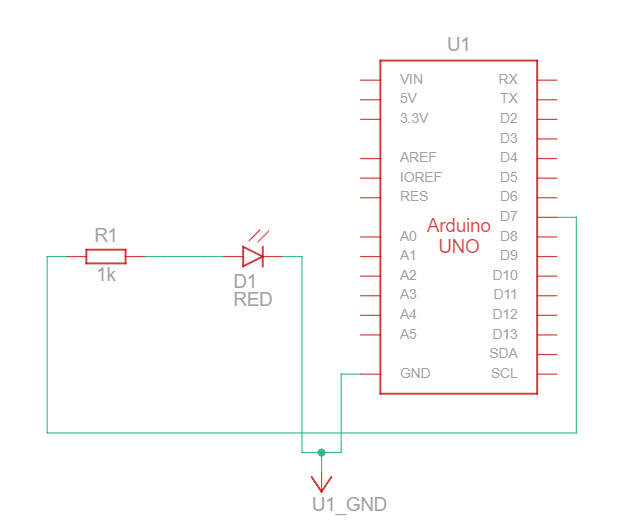 U1
VIN RX
5V TX
3.3V D2
D3
AREF D4
IOREF D5
RES D6
D7
Arduino
UNO
A0 D8
A1 D9
A2 D10
A3 D11
A4 D12
A5 D13
SDA
GND SCL
R1
1k
D1
RED
U1_GND